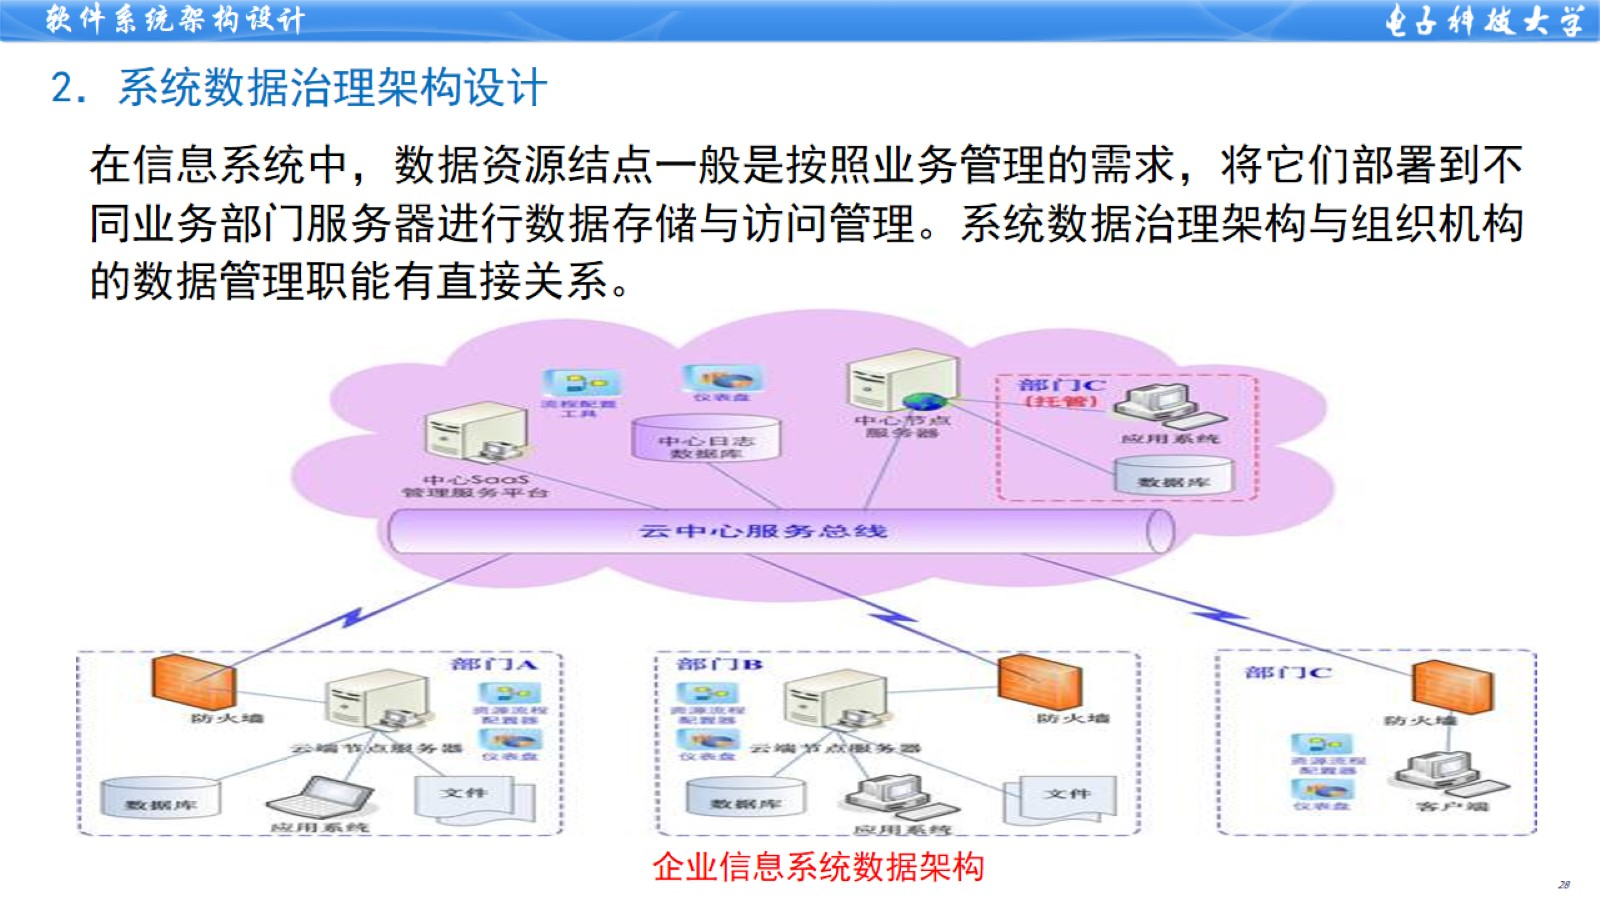 软件系统架构设计
电子科技大学
2. 系统数据治理架构设计
在信息系统中，数据资源结点一般是按照业务管理的需求，将它们部署到不
同业务部门服务器进行数据存储与访问管理。系统数据治理架构与组织机构
的数据管理职能有直接关系。
流程配置
工具
仪表盘
中心SaaS
管理服务平台
中心日志
数据库
中心节点
服务器
部门C
(托管)
应用系统
数据库
云中心服务总线
部门A
防火墙
云端节点服务器
资源流程
配置器
仪表盘
数据库
应用系统
文件
部门B
资源流程
配置器
仪表盘
云端节点服务器
防火墙
数据库
应用系统
文件
部门C
防火墙
资源流程
配置器
仪表盘
客户端
企业信息系统数据架构
28